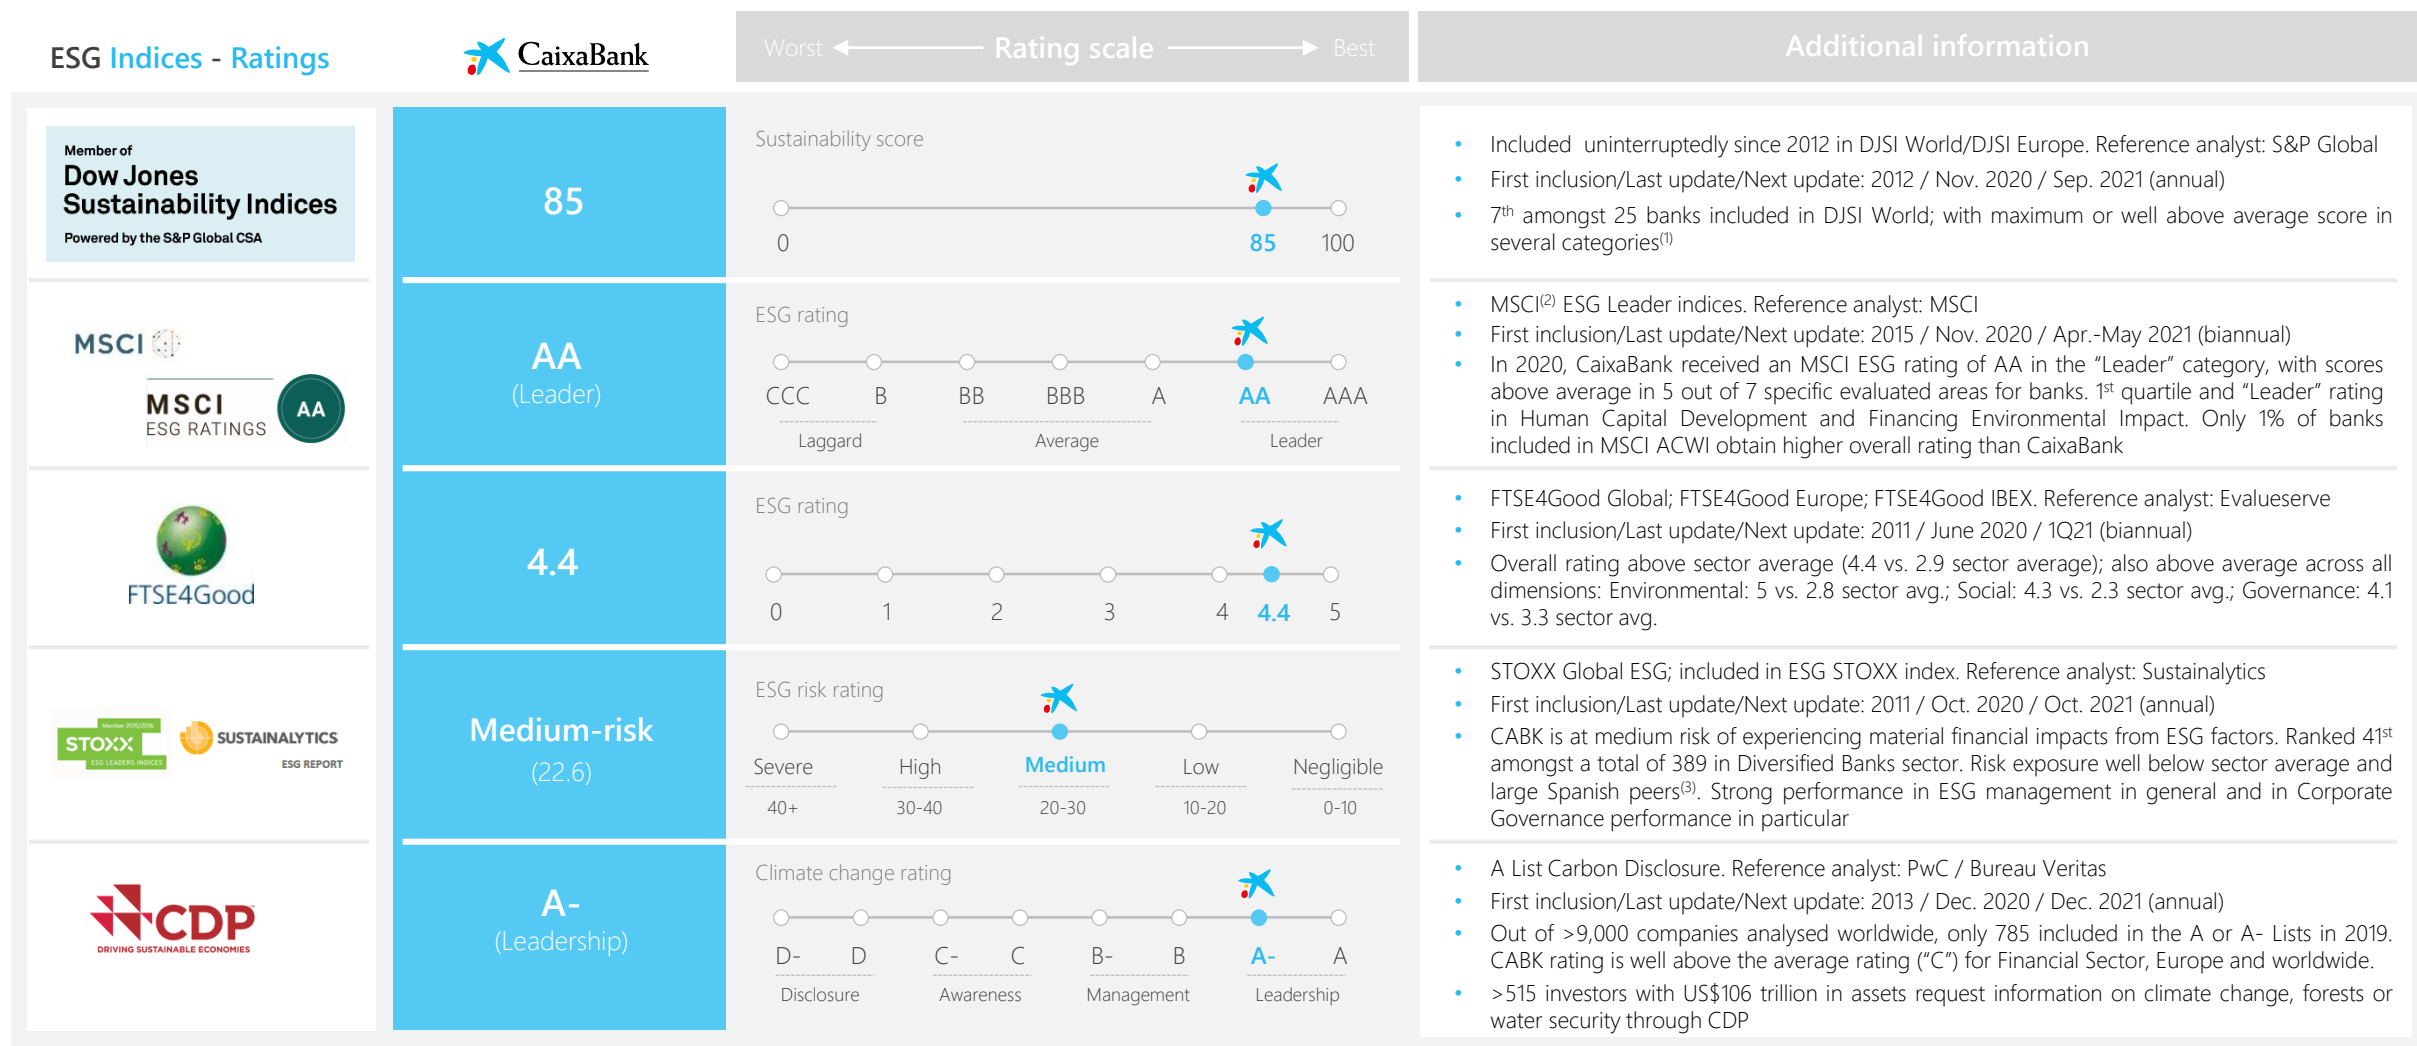 ESG Indices - Ratings
CaixaBank
Worst Rating scale Best
Additional information
Member of
Dow Jones
Sustainability Indices
Powered by the S&P Global CSA
85
Sustainability score
0 85 100
• Included uninterruptedly since 2012 in DJSI World/DJSI Europe. Reference analyst: S&P Global
• First inclusion/Last update/Next update: 2012 / Nov. 2020 / Sep. 2021 (annual)
• 7th amongst 25 banks included in DJSI World; with maximum or well above average score in
several categories(1)
MSCI
MSCI
ESG RATINGS
AA
AA
(Leader)
ESG rating
CCC B BB BBB A AA AAA
Laggard Average Leader
• MSCI(2) ESG Leader indices. Reference analyst: MSCI
• First inclusion/Last update/Next update: 2015 / Nov. 2020 / Apr.-May 2021 (biannual)
• In 2020, CaixaBank received an MSCI ESG rating of AA in the “Leader” category, with scores
above average in 5 out of 7 specific evaluated areas for banks. 1st quartile and “Leader” rating
in Human Capital Development and Financing Environmental Impact. Only 1% of banks
included in MSCI ACWI obtain higher overall rating than CaixaBank
FTSE4Good
4.4
ESG rating
0 1 2 3 4 4.4 5
• FTSE4Good Global; FTSE4Good Europe; FTSE4Good IBEX. Reference analyst: Evalueserve
• First inclusion/Last update/Next update: 2011 / June 2020 / 1Q21 (biannual)
• Overall rating above sector average (4.4 vs. 2.9 sector average); also above average across all
dimensions: Environmental: 5 vs. 2.8 sector avg.; Social: 4.3 vs. 2.3 sector avg.; Governance: 4.1
vs. 3.3 sector avg.
Member 2015/2016
STOXX
ESG LEADERS INDICES
SUSTAINALYTICS
ESG REPORT
Medium-risk
(22.6)
ESG risk rating
Severe High Medium Low Negligible
40+ 30-40 20-30 10-20 0-10
• STOXX Global ESG; included in ESG STOXX index. Reference analyst: Sustainalytics
• First inclusion/Last update/Next update: 2011 / Oct. 2020 / Oct. 2021 (annual)
• CABK is at medium risk of experiencing material financial impacts from ESG factors. Ranked 41st
amongst a total of 389 in Diversified Banks sector. Risk exposure well below sector average and
large Spanish peers(3). Strong performance in ESG management in general and in Corporate
Governance performance in particular
CDP
DRIVING SUSTAINABLE ECONOMIES
A-
(Leadership)
Climate change rating
D- D C- C B- B A- A
Disclosure Awareness Management Leadership
• A List Carbon Disclosure. Reference analyst: PwC / Bureau Veritas
• First inclusion/Last update/Next update: 2013 / Dec. 2020 / Dec. 2021 (annual)
• Out of >9,000 companies analysed worldwide, only 785 included in the A or A- Lists in 2019.
CABK rating is well above the average rating (“C”) for Financial Sector, Europe and worldwide.
• >515 investors with US$106 trillion in assets request information on climate change, forests or
water security through CDP